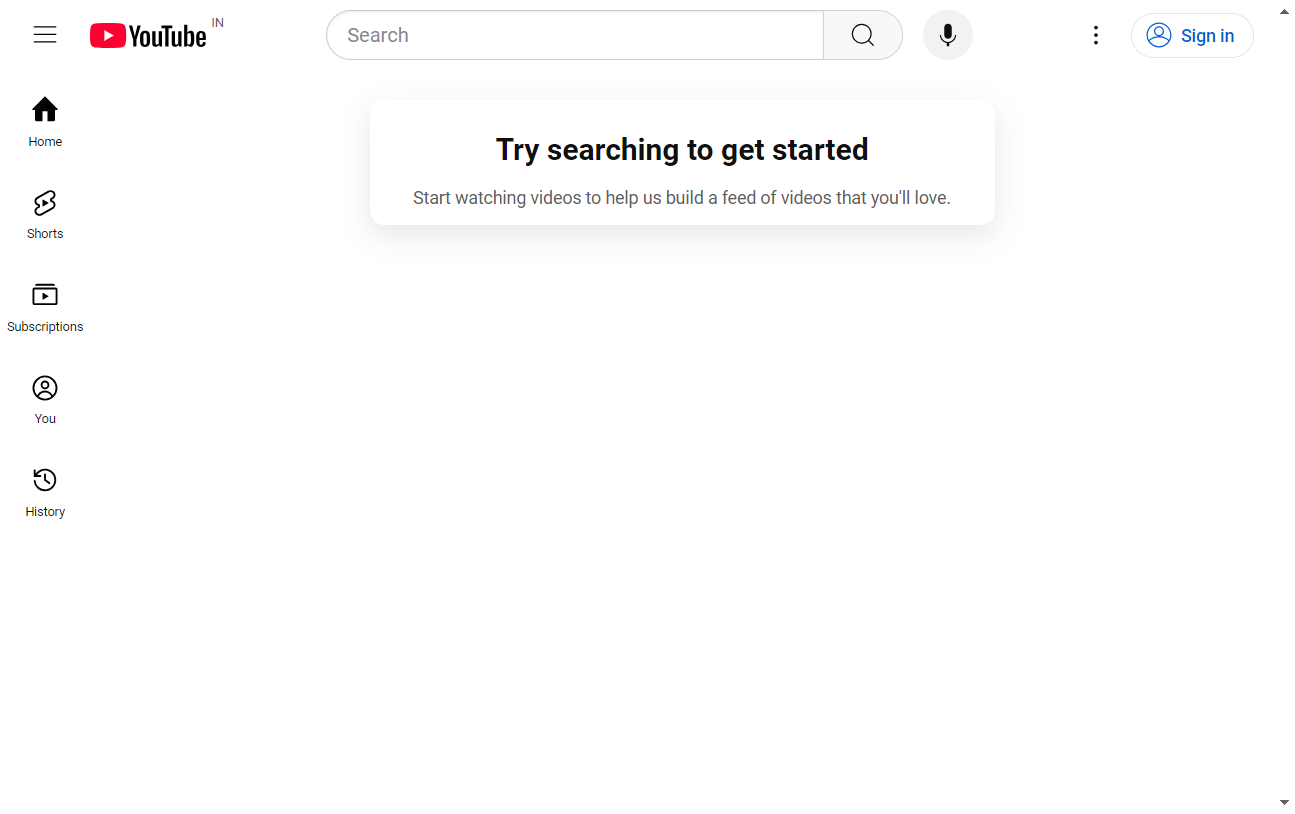 YouTube IN
Search
Sign in
Home
Shorts
Subscriptions
You
History
Try searching to get started
Start watching videos to help us build a feed of videos that you'll love.